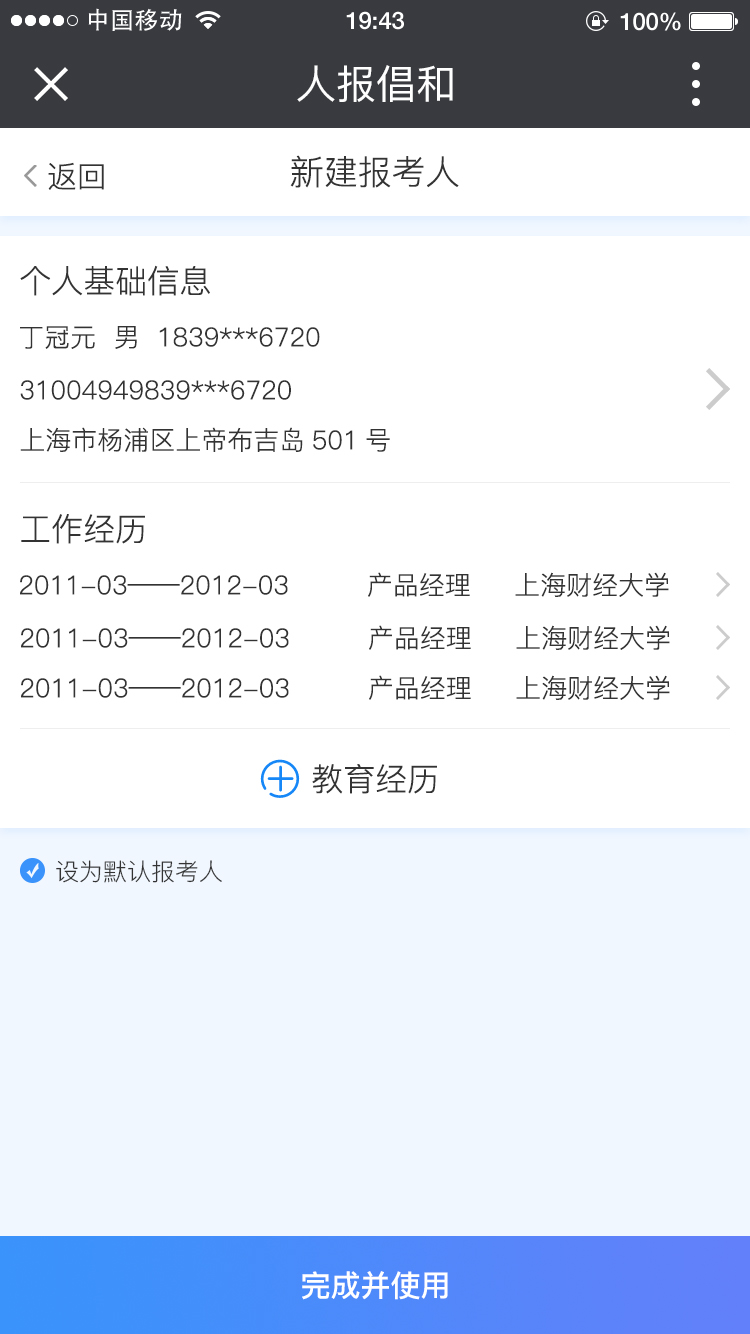 中国移动 19:43 100%
人报倡和
返回 新建报考人
个人基础信息
丁冠元 男 1839***6720
31004949839***6720
上海市杨浦区上帝布吉岛 501 号
工作经历
2011-03——2012-03 产品经理 上海财经大学
2011-03——2012-03 产品经理 上海财经大学
2011-03——2012-03 产品经理 上海财经大学
教育经历
设为默认报考人
完成并使用